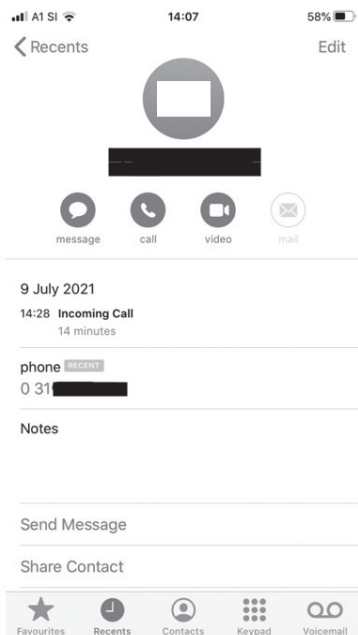 A1 SI 14:07 58%
Recents Edit
message call video mail
9 July 2021
14:28 Incoming Call
14 minutes
phone RECENT
0 31
Notes
Send Message
Share Contact
Favourites Recents Contacts Keypad Voicemail